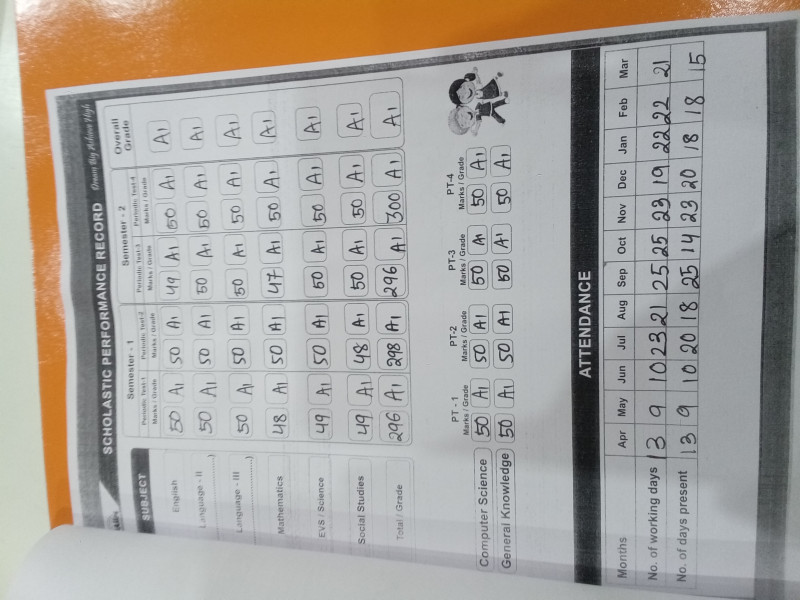 SCHOLASTIC PERFORMANCE RECORD Dream Big Achieve High
SUBJECT Semester - 1 Semester - 2 Overall Grade
Periodic Test-1 Periodic Test-2 Periodic Test-3 Periodic Test-4
Marks / Grade Marks / Grade Marks / Grade Marks / Grade
English 50 A1 50 A1 49 A1 50 A1 A1
Language - II (............) 50 A1 50 A1 50 A1 50 A1 A1
Language - III (............) 50 A1 50 A1 50 A1 50 A1 A1
Mathematics 48 A1 50 A1 47 A1 50 A1 A1
EVS / Science 49 A1 50 A1 50 A1 50 A1 A1
Social Studies 49 A1 48 A1 50 A1 50 A1 A1
Total / Grade 296 A1 298 A1 296 A1 300 A1 A1
PT - 1 PT-2 PT-3 PT-4
Marks / Grade Marks / Grade Marks / Grade Marks / Grade
Computer Science 50 A1 50 A1 50 A1 50 A1
General Knowledge 50 A1 50 A1 50 A1 50 A1
ATTENDANCE
Months Apr May Jun Jul Aug Sep Oct Nov Dec Jan Feb Mar
No. of working days 13 9 10 23 21 25 25 23 19 22 22 21
No. of days present 13 9 10 20 18 25 14 23 20 18 18 15